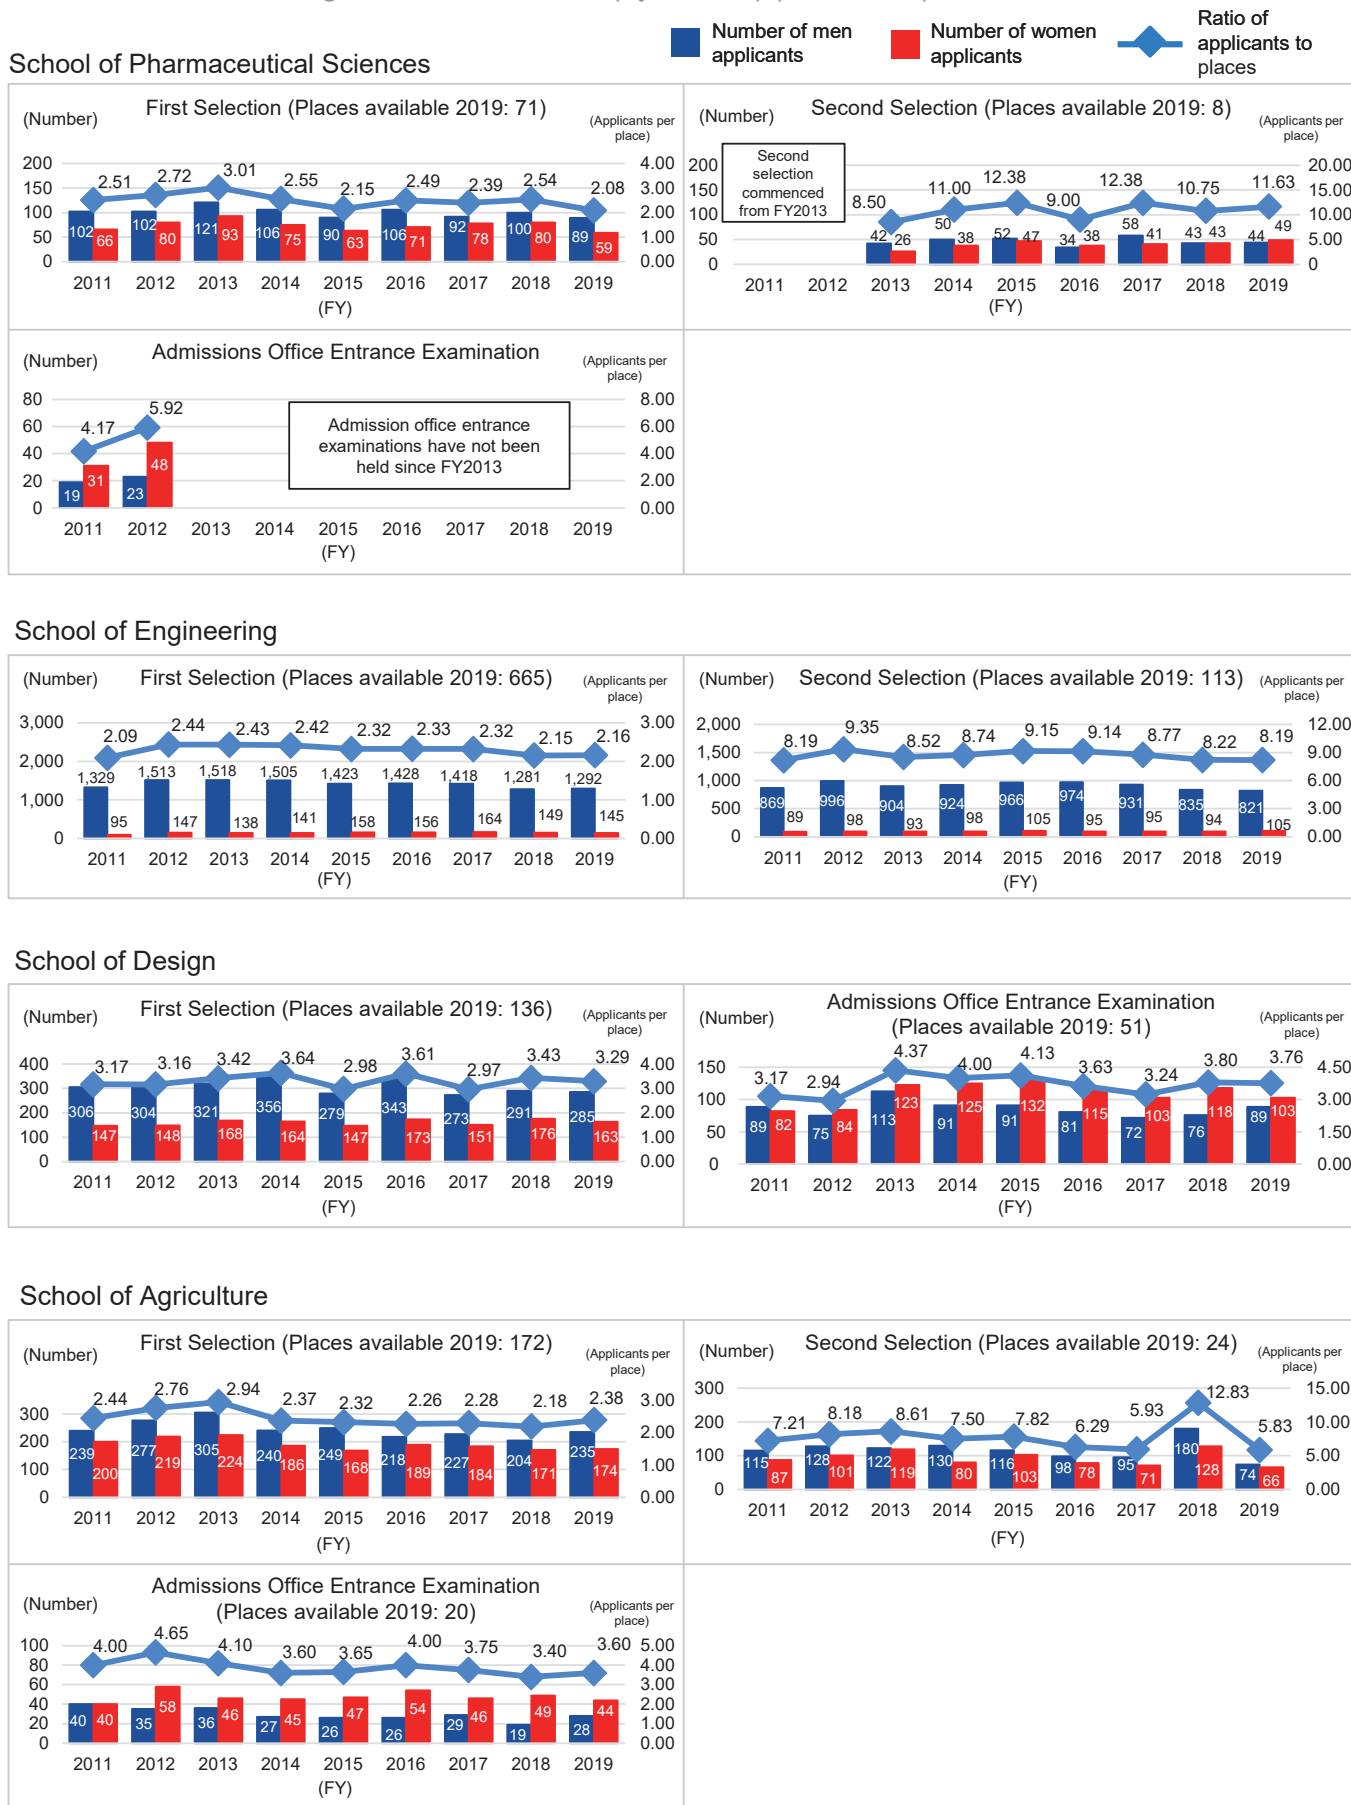 Number of men
applicants
Number of women
applicants
Ratio of
applicants to
places
School of Pharmaceutical Sciences
(Number)
First Selection (Places available 2019: 71)
(Applicants per
place)
200 4.00
150 3.00
100 2.00
50 1.00
0 0.00
2.51 2.72 3.01 2.55 2.15 2.49 2.39 2.54 2.08
102 66 102 80 121 93 106 75 90 63 106 71 92 78 100 80 89 59
2011 2012 2013 2014 2015 2016 2017 2018 2019
(FY)
(Number)
Second Selection (Places available 2019: 8)
(Applicants per
place)
Second
selection
commenced
from FY2013
200 20.00
150 15.00
100 10.00
50 5.00
0 0
8.50 11.00 12.38 9.00 12.38 10.75 11.63
42 26 50 38 52 47 34 38 58 41 43 43 44 49
2011 2012 2013 2014 2015 2016 2017 2018 2019
(FY)
(Number)
Admissions Office Entrance Examination
(Applicants per
place)
80 8.00
60 6.00
40 4.00
20 2.00
0 0.00
4.17 5.92
19 31 23 48
Admission office entrance
examinations have not been
held since FY2013
2011 2012 2013 2014 2015 2016 2017 2018 2019
(FY)
School of Engineering
(Number)
First Selection (Places available 2019: 665)
(Applicants per
place)
3,000 3.00
2,000 2.00
1,000 1.00
0 0.00
2.09 2.44 2.43 2.42 2.32 2.33 2.32 2.15 2.16
1,329 1,513 1,518 1,505 1,423 1,428 1,418 1,281 1,292
95 147 138 141 158 156 164 149 145
2011 2012 2013 2014 2015 2016 2017 2018 2019
(FY)
(Number)
Second Selection (Places available 2019: 113)
(Applicants per
place)
2,000 12.00
1,500 9.00
1,000 6.00
500 3.00
0 0.00
8.19 9.35 8.52 8.74 9.15 9.14 8.77 8.22 8.19
869 89 996 98 904 93 924 98 966 105 974 95 931 95 835 94 821 105
2011 2012 2013 2014 2015 2016 2017 2018 2019
(FY)
School of Design
(Number)
First Selection (Places available 2019: 136)
(Applicants per
place)
400 4.00
300 3.00
200 2.00
100 1.00
0 0.00
3.17 3.16 3.42 3.64 2.98 3.61 2.97 3.43 3.29
306 147 304 148 321 168 356 164 279 147 343 173 273 151 291 176 285 163
2011 2012 2013 2014 2015 2016 2017 2018 2019
(FY)
(Number)
Admissions Office Entrance Examination
(Places available 2019: 51)
(Applicants per
place)
150 4.50
100 3.00
50 1.50
0 0.00
3.17 2.94 4.37 4.00 4.13 3.63 3.24 3.80 3.76
89 82 75 84 113 123 91 125 91 132 81 115 72 103 76 118 89 103
2011 2012 2013 2014 2015 2016 2017 2018 2019
(FY)
School of Agriculture
(Number)
First Selection (Places available 2019: 172)
(Applicants per
place)
300 3.00
200 2.00
100 1.00
0 0.00
2.44 2.76 2.94 2.37 2.32 2.26 2.28 2.18 2.38
239 200 277 219 305 224 240 186 249 168 218 189 227 184 204 171 235 174
2011 2012 2013 2014 2015 2016 2017 2018 2019
(FY)
(Number)
Second Selection (Places available 2019: 24)
(Applicants per
place)
300 15.00
200 10.00
100 5.00
0 0.00
7.21 8.18 8.61 7.50 7.82 6.29 5.93 12.83 5.83
115 87 128 101 122 119 130 80 116 103 98 78 95 71 180 128 74 66
2011 2012 2013 2014 2015 2016 2017 2018 2019
(FY)
(Number)
Admissions Office Entrance Examination
(Places available 2019: 20)
(Applicants per
place)
100 5.00
80 4.00
60 3.00
40 2.00
20 1.00
0 0.00
4.00 4.65 4.10 3.60 3.65 4.00 3.75 3.40 3.60
40 40 35 58 36 46 27 45 26 47 26 54 29 46 19 49 28 44
2011 2012 2013 2014 2015 2016 2017 2018 2019
(FY)